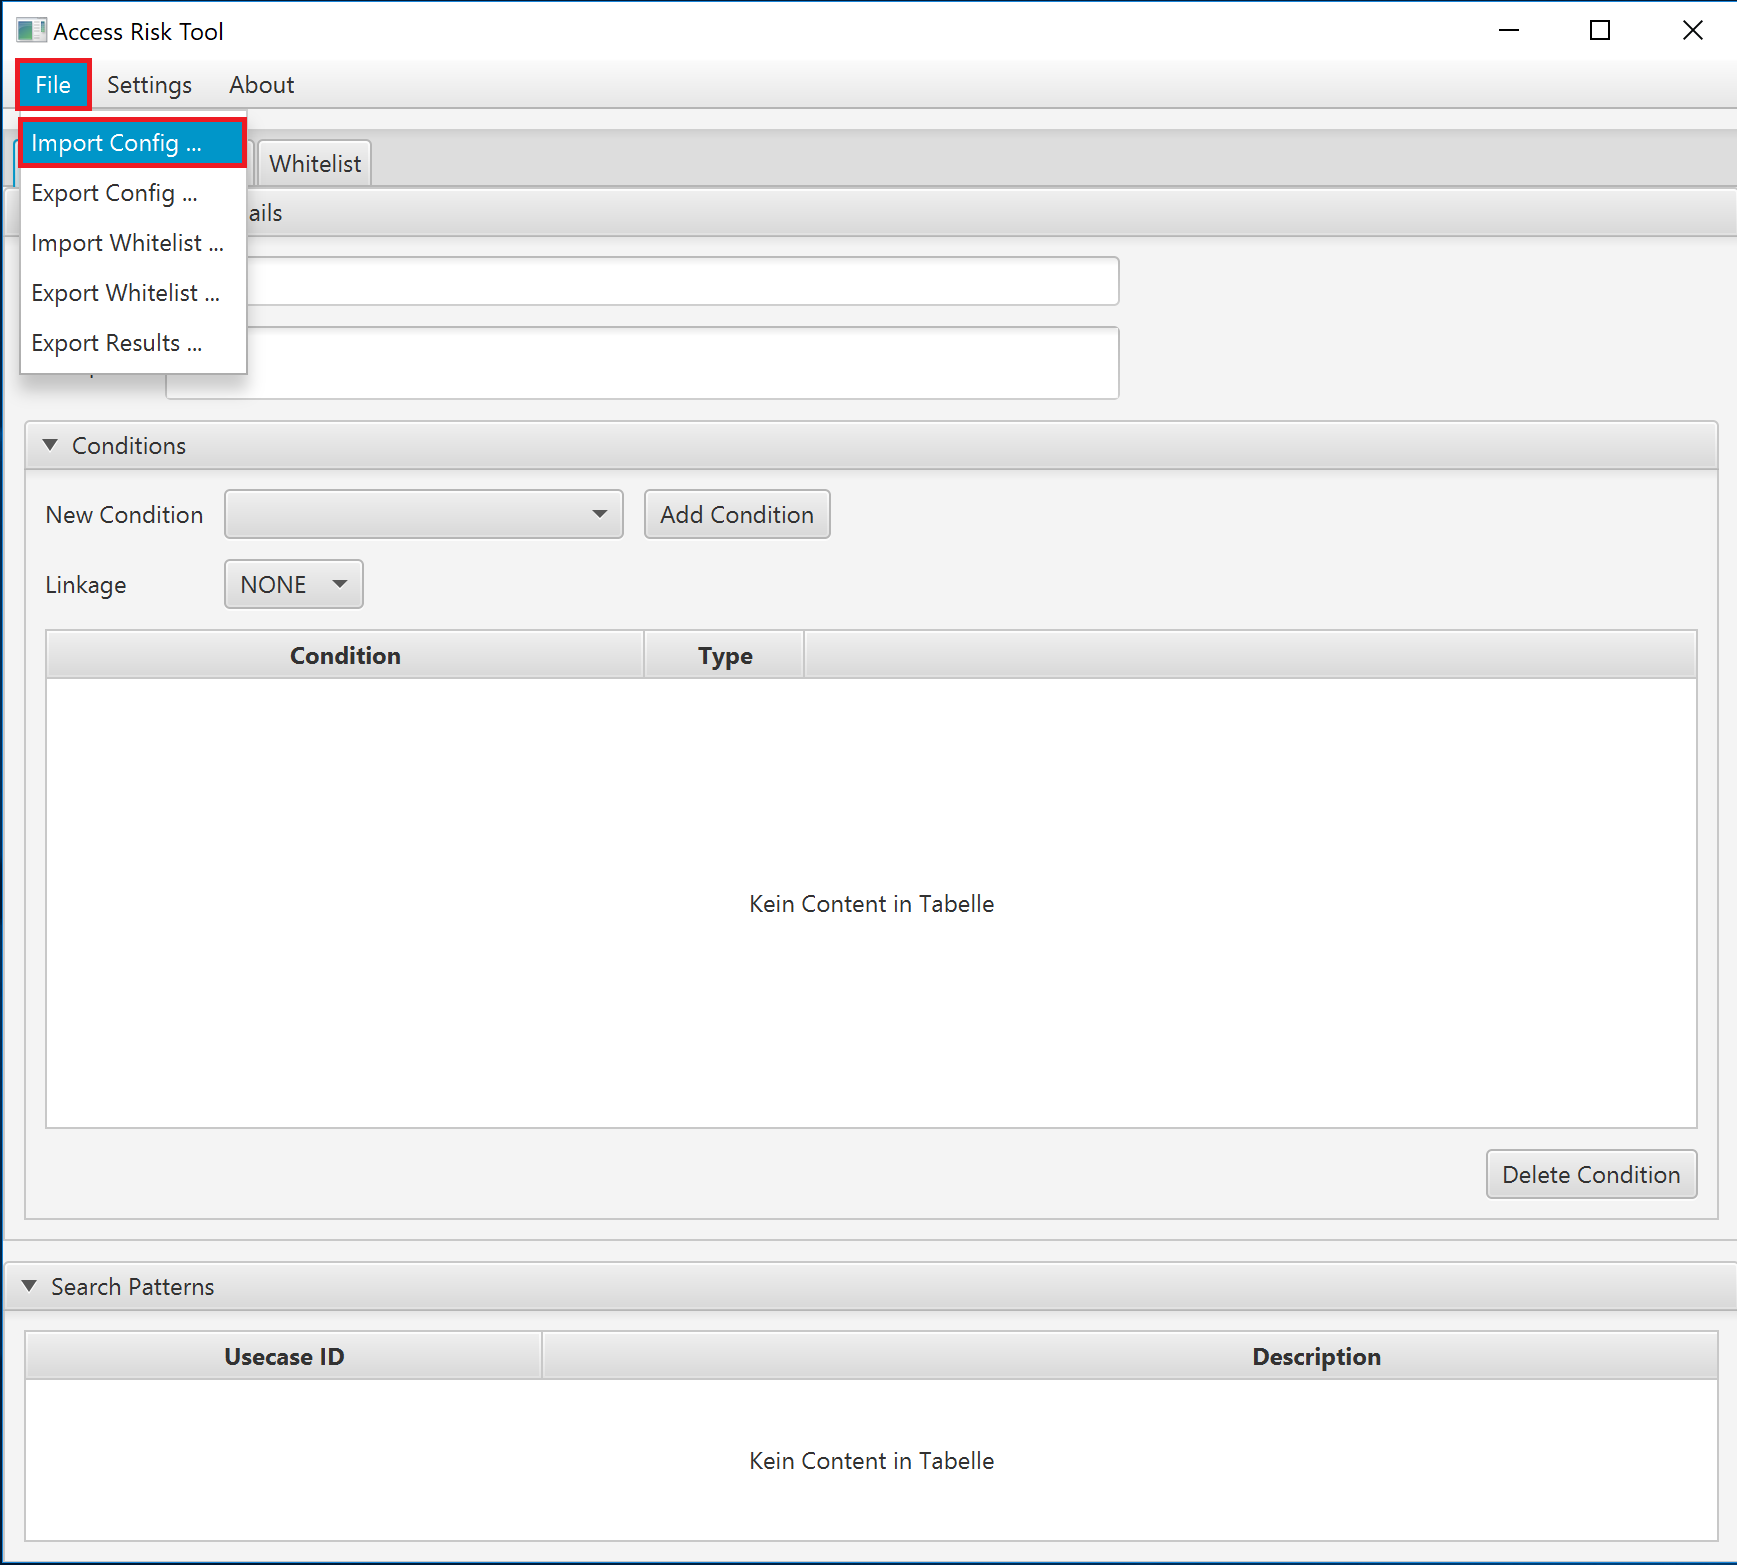 Access Risk Tool
File Settings About
Import Config ...
Whitelist
Export Config ...
ails
Import Whitelist ...
Export Whitelist ...
Export Results ...
Conditions
New Condition Add Condition
Linkage NONE
Condition Type
Kein Content in Tabelle
Delete Condition
Search Patterns
Usecase ID Description
Kein Content in Tabelle